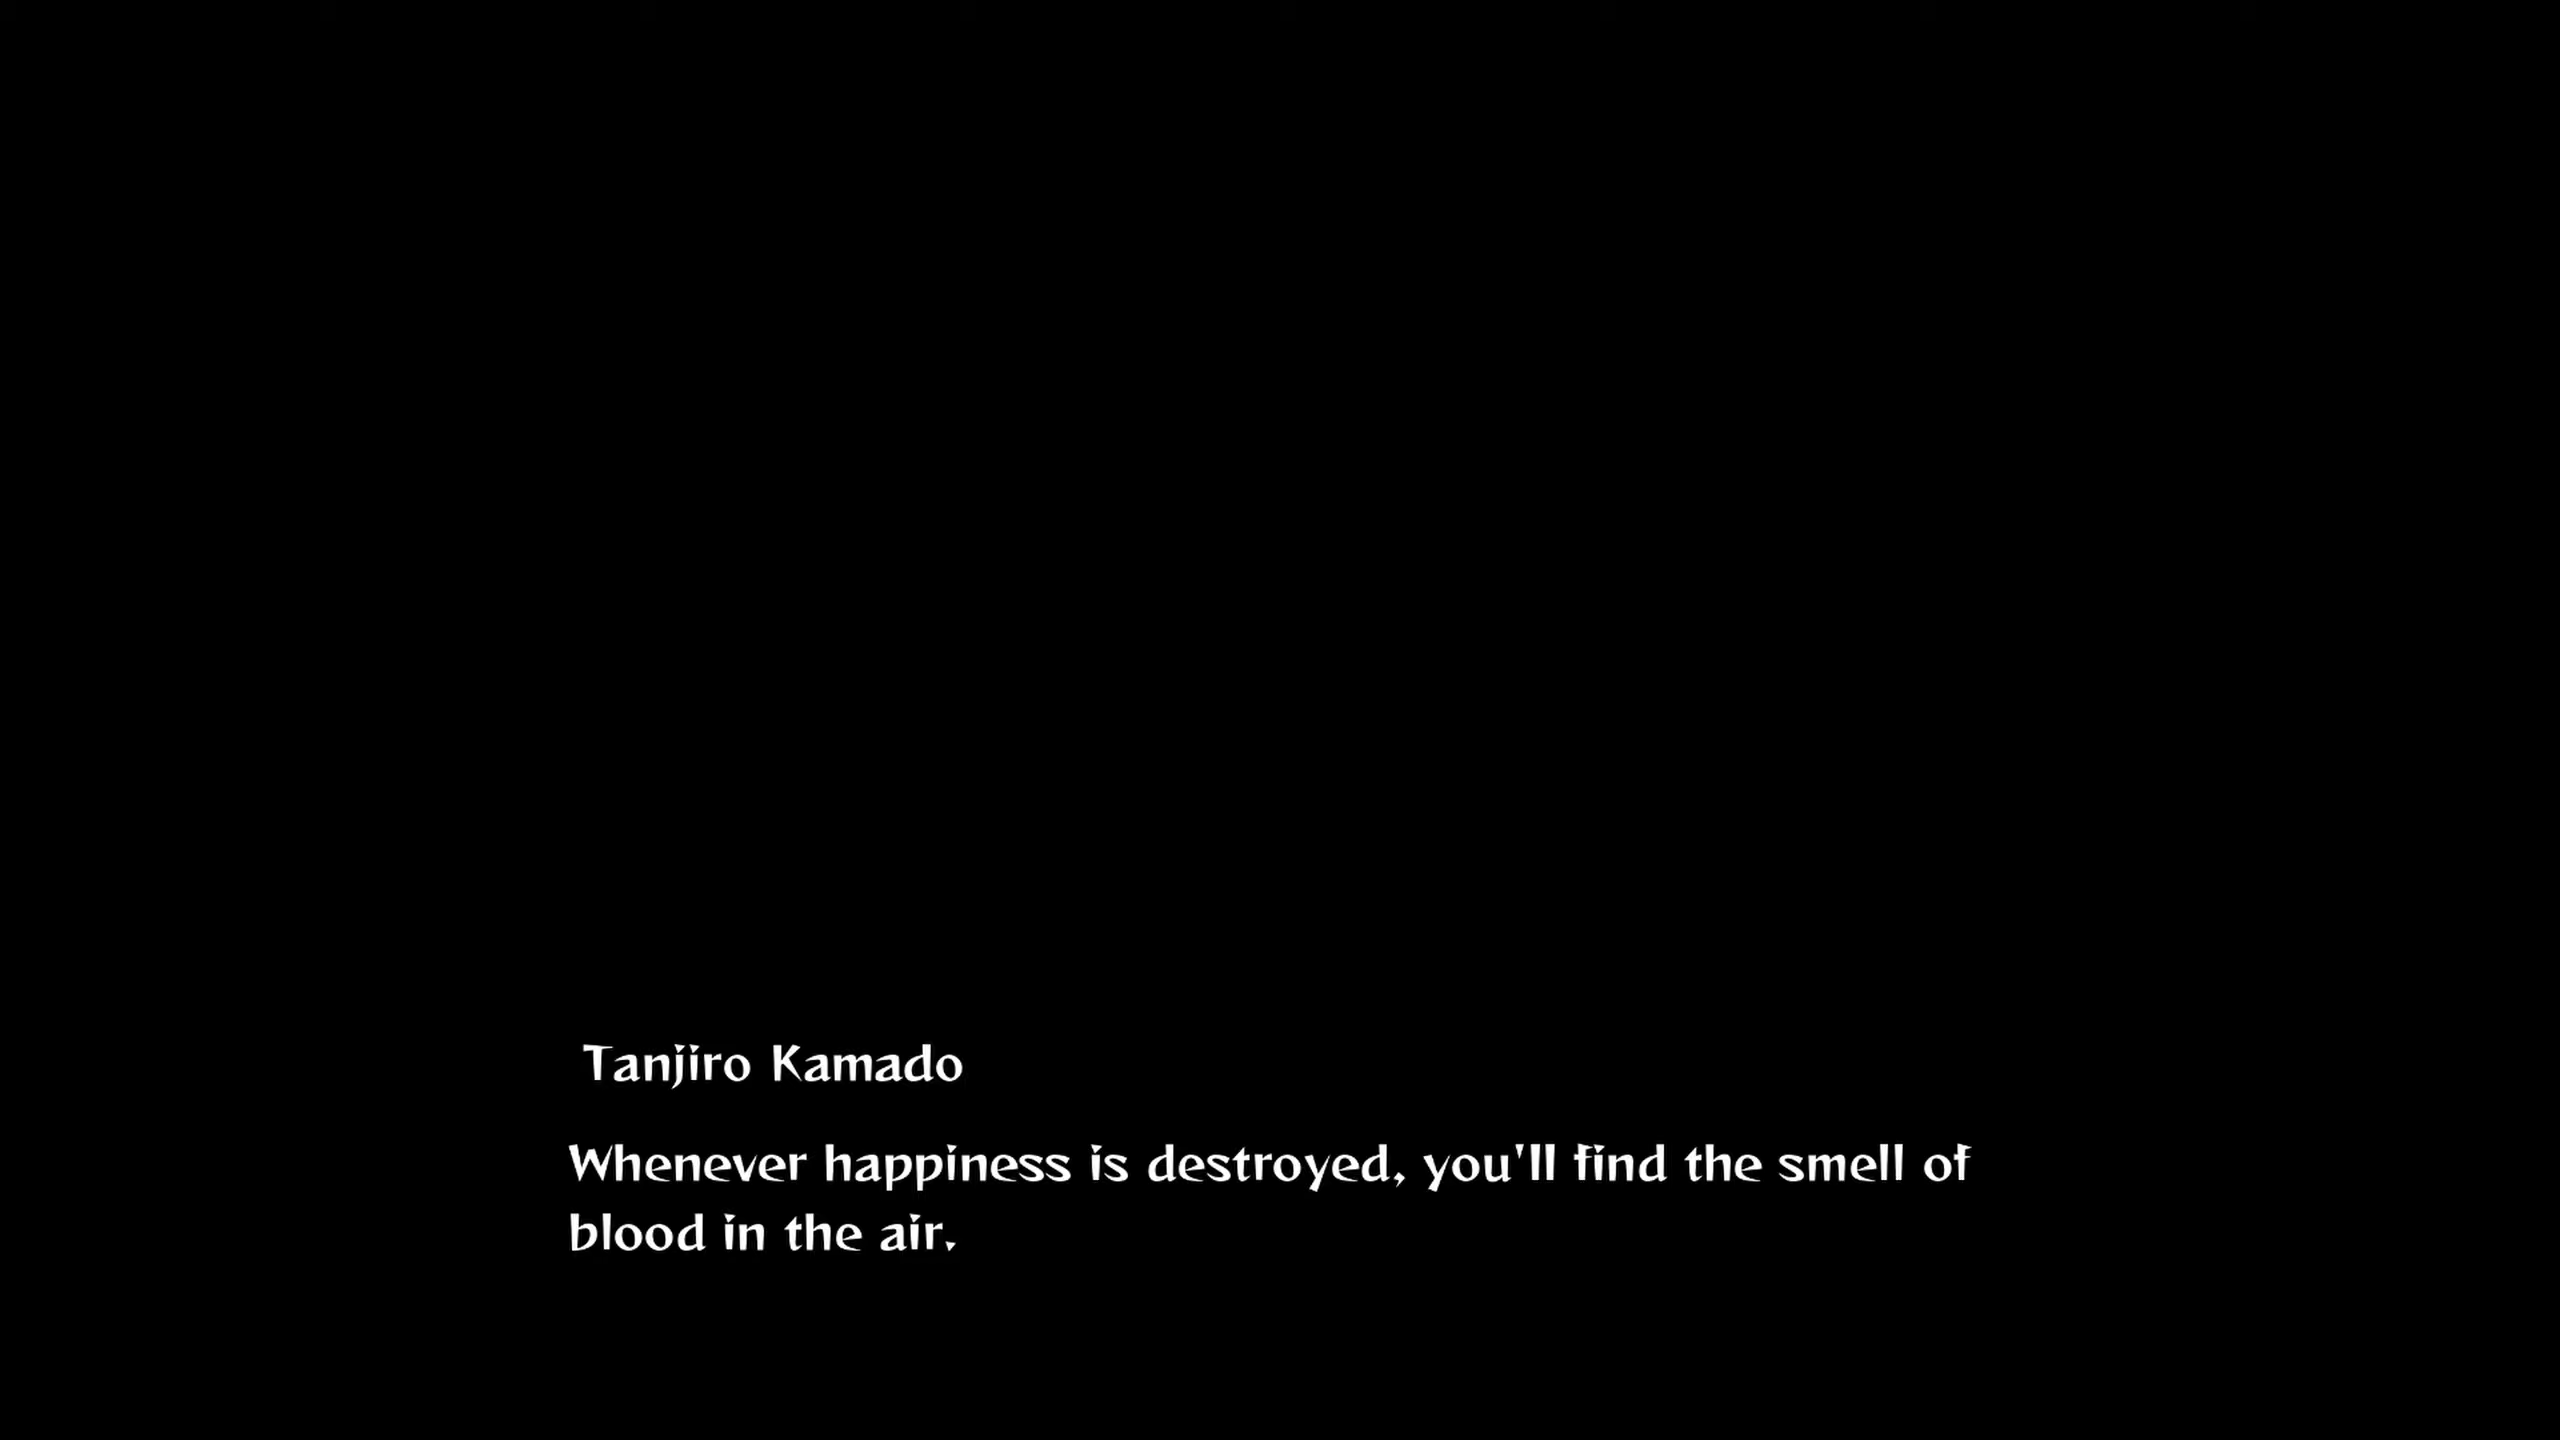 Tanjiro Kamado
Whenever happiness is destroyed, you'll find the smell of
blood in the air.